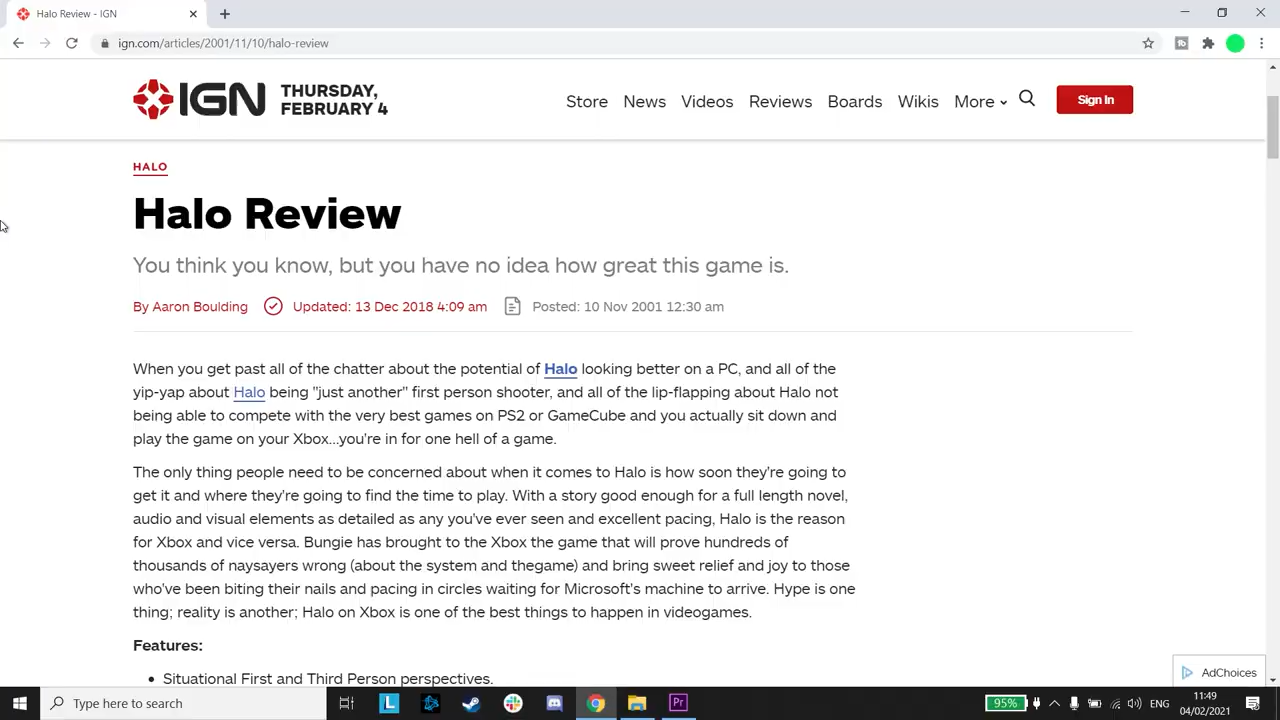 Halo Review - IGN
ign.com/articles/2001/11/10/halo-review
IGN
THURSDAY,
FEBRUARY 4
Store News Videos Reviews Boards Wikis More
Sign In
HALO
Halo Review
You think you know, but you have no idea how great this game is.
By Aaron Boulding Updated: 13 Dec 2018 4:09 am Posted: 10 Nov 2001 12:30 am
When you get past all of the chatter about the potential of Halo looking better on a PC, and all of the
yip-yap about Halo being "just another" first person shooter, and all of the lip-flapping about Halo not
being able to compete with the very best games on PS2 or GameCube and you actually sit down and
play the game on your Xbox...you're in for one hell of a game.
The only thing people need to be concerned about when it comes to Halo is how soon they're going to
get it and where they're going to find the time to play. With a story good enough for a full length novel,
audio and visual elements as detailed as any you've ever seen and excellent pacing, Halo is the reason
for Xbox and vice versa. Bungie has brought to the Xbox the game that will prove hundreds of
thousands of naysayers wrong (about the system and thegame) and bring sweet relief and joy to those
who've been biting their nails and pacing in circles waiting for Microsoft's machine to arrive. Hype is one
thing; reality is another; Halo on Xbox is one of the best things to happen in videogames.
Features:
• Situational First and Third Person perspectives.
AdChoices
Type here to search
L
Pr
95%
ENG
11:49
04/02/2021